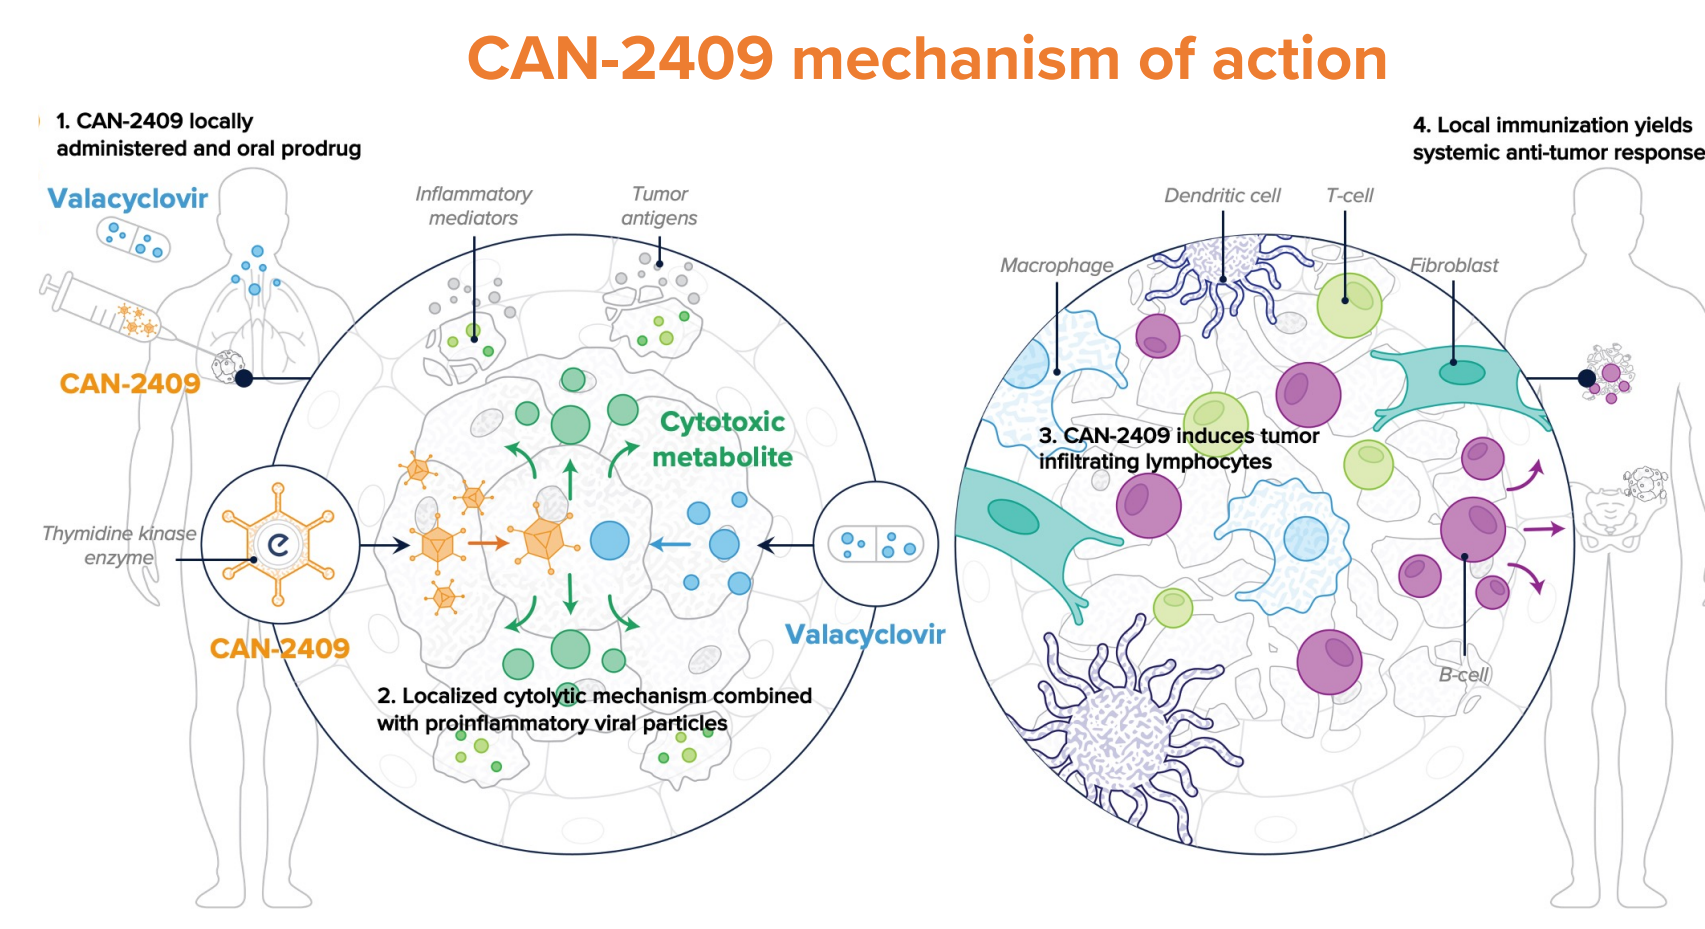 CAN-2409 mechanism of action
1. CAN-2409 locally
administered and oral prodrug
Valacyclovir
CAN-2409
Thymidine kinase
enzyme
e
CAN-2409
Inflammatory
mediators
Tumor
antigens
Cytotoxic
metabolite
Valacyclovir
2. Localized cytolytic mechanism combined
with proinflammatory viral particles
Macrophage
Dendritic cell
T-cell
Fibroblast
3. CAN-2409 induces tumor
infiltrating lymphocytes
B-cell
4. Local immunization yields
systemic anti-tumor response